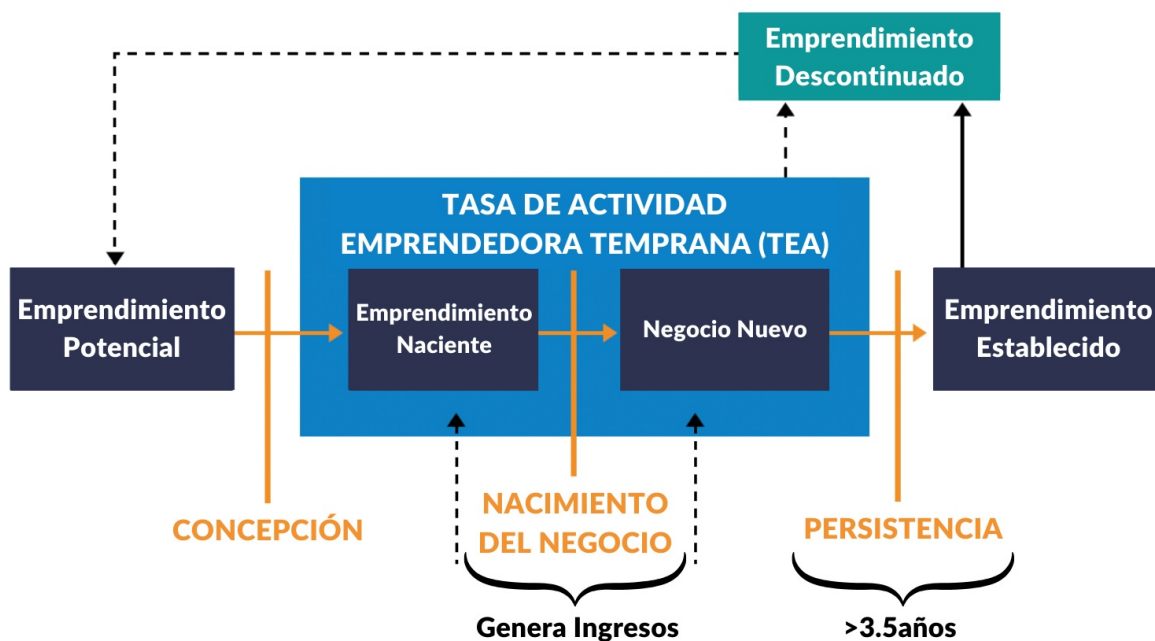 Emprendimiento
Descontinuado
TASA DE ACTIVIDAD
EMPRENDEDORA TEMPRANA (TEA)
Emprendimiento
Potencial
Emprendimiento
Naciente
Negocio Nuevo
Emprendimiento
Establecido
CONCEPCIÓN
NACIMIENTO
DEL NEGOCIO
PERSISTENCIA
Genera Ingresos
>3.5años